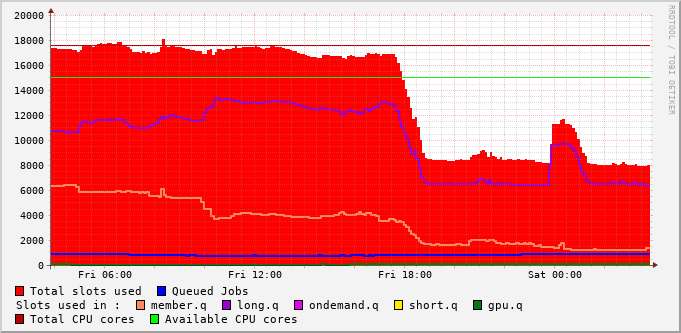 20000
18000
16000
14000
12000
10000
8000
6000
4000
2000
0
Fri 06:00 Fri 12:00 Fri 18:00 Sat 00:00
RRDTOOL / TOBI OETIKER
Total slots used Queued Jobs
Slots used in : member.q long.q ondemand.q short.q gpu.q
Total CPU cores Available CPU cores